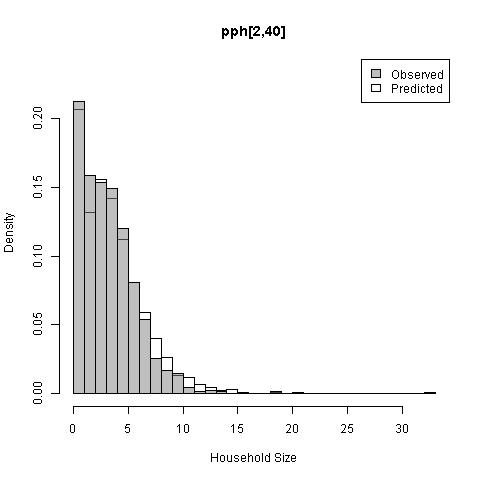 pph[2,40]
Observed
Predicted
Density
0.20
0.15
0.10
0.05
0.00
0 5 10 15 20 25 30
Household Size